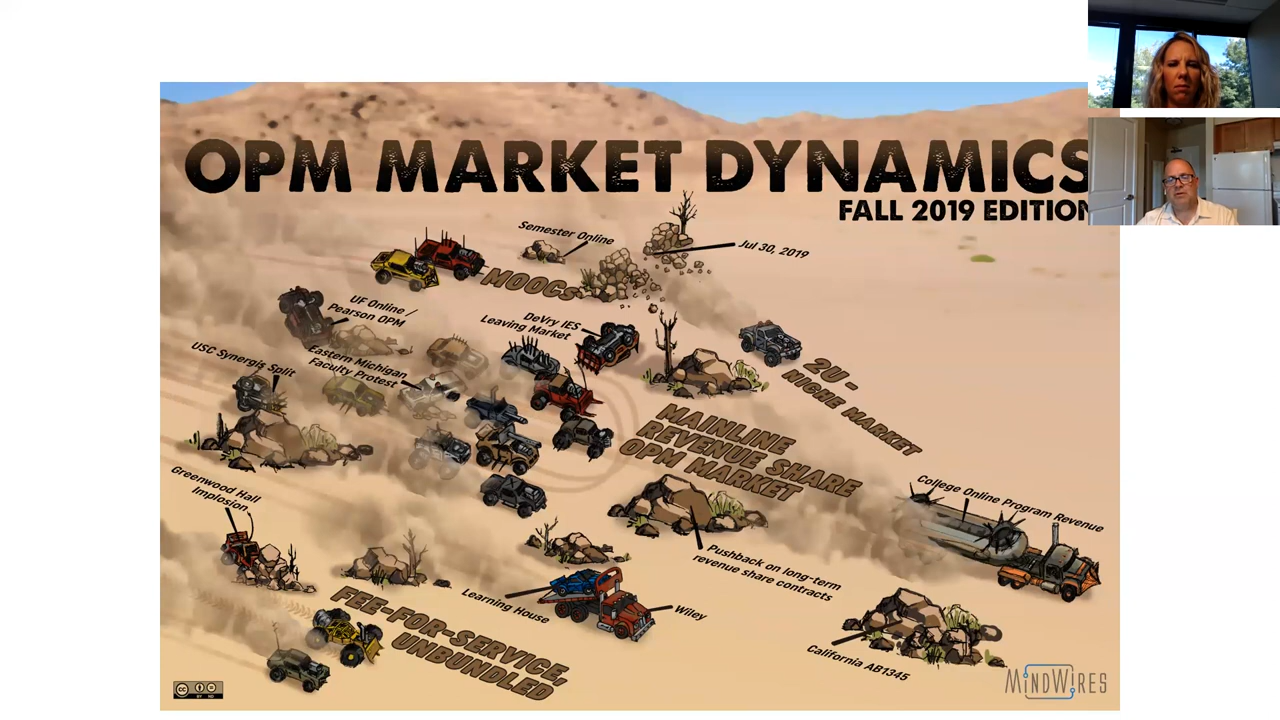 OPM MARKET DYNAMICS
FALL 2019 EDITION
Semester Online
Jul 30, 2019
MOOCs
UF Online /
Pearson OPM
DeVry IES
Leaving Market
USC Synergis Split
Eastern Michigan
Faculty Protest
2U -
NICHE MARKET
MAINLINE
REVENUE SHARE
OPM MARKET
Greenwood Hall
Implosion
College Online Program Revenue
Pushback on long-term
revenue share contracts
Learning House
Wiley
FEE-FOR-SERVICE,
UNBUNDLED
California AB1345
MINDWIRES
CC
BY ND